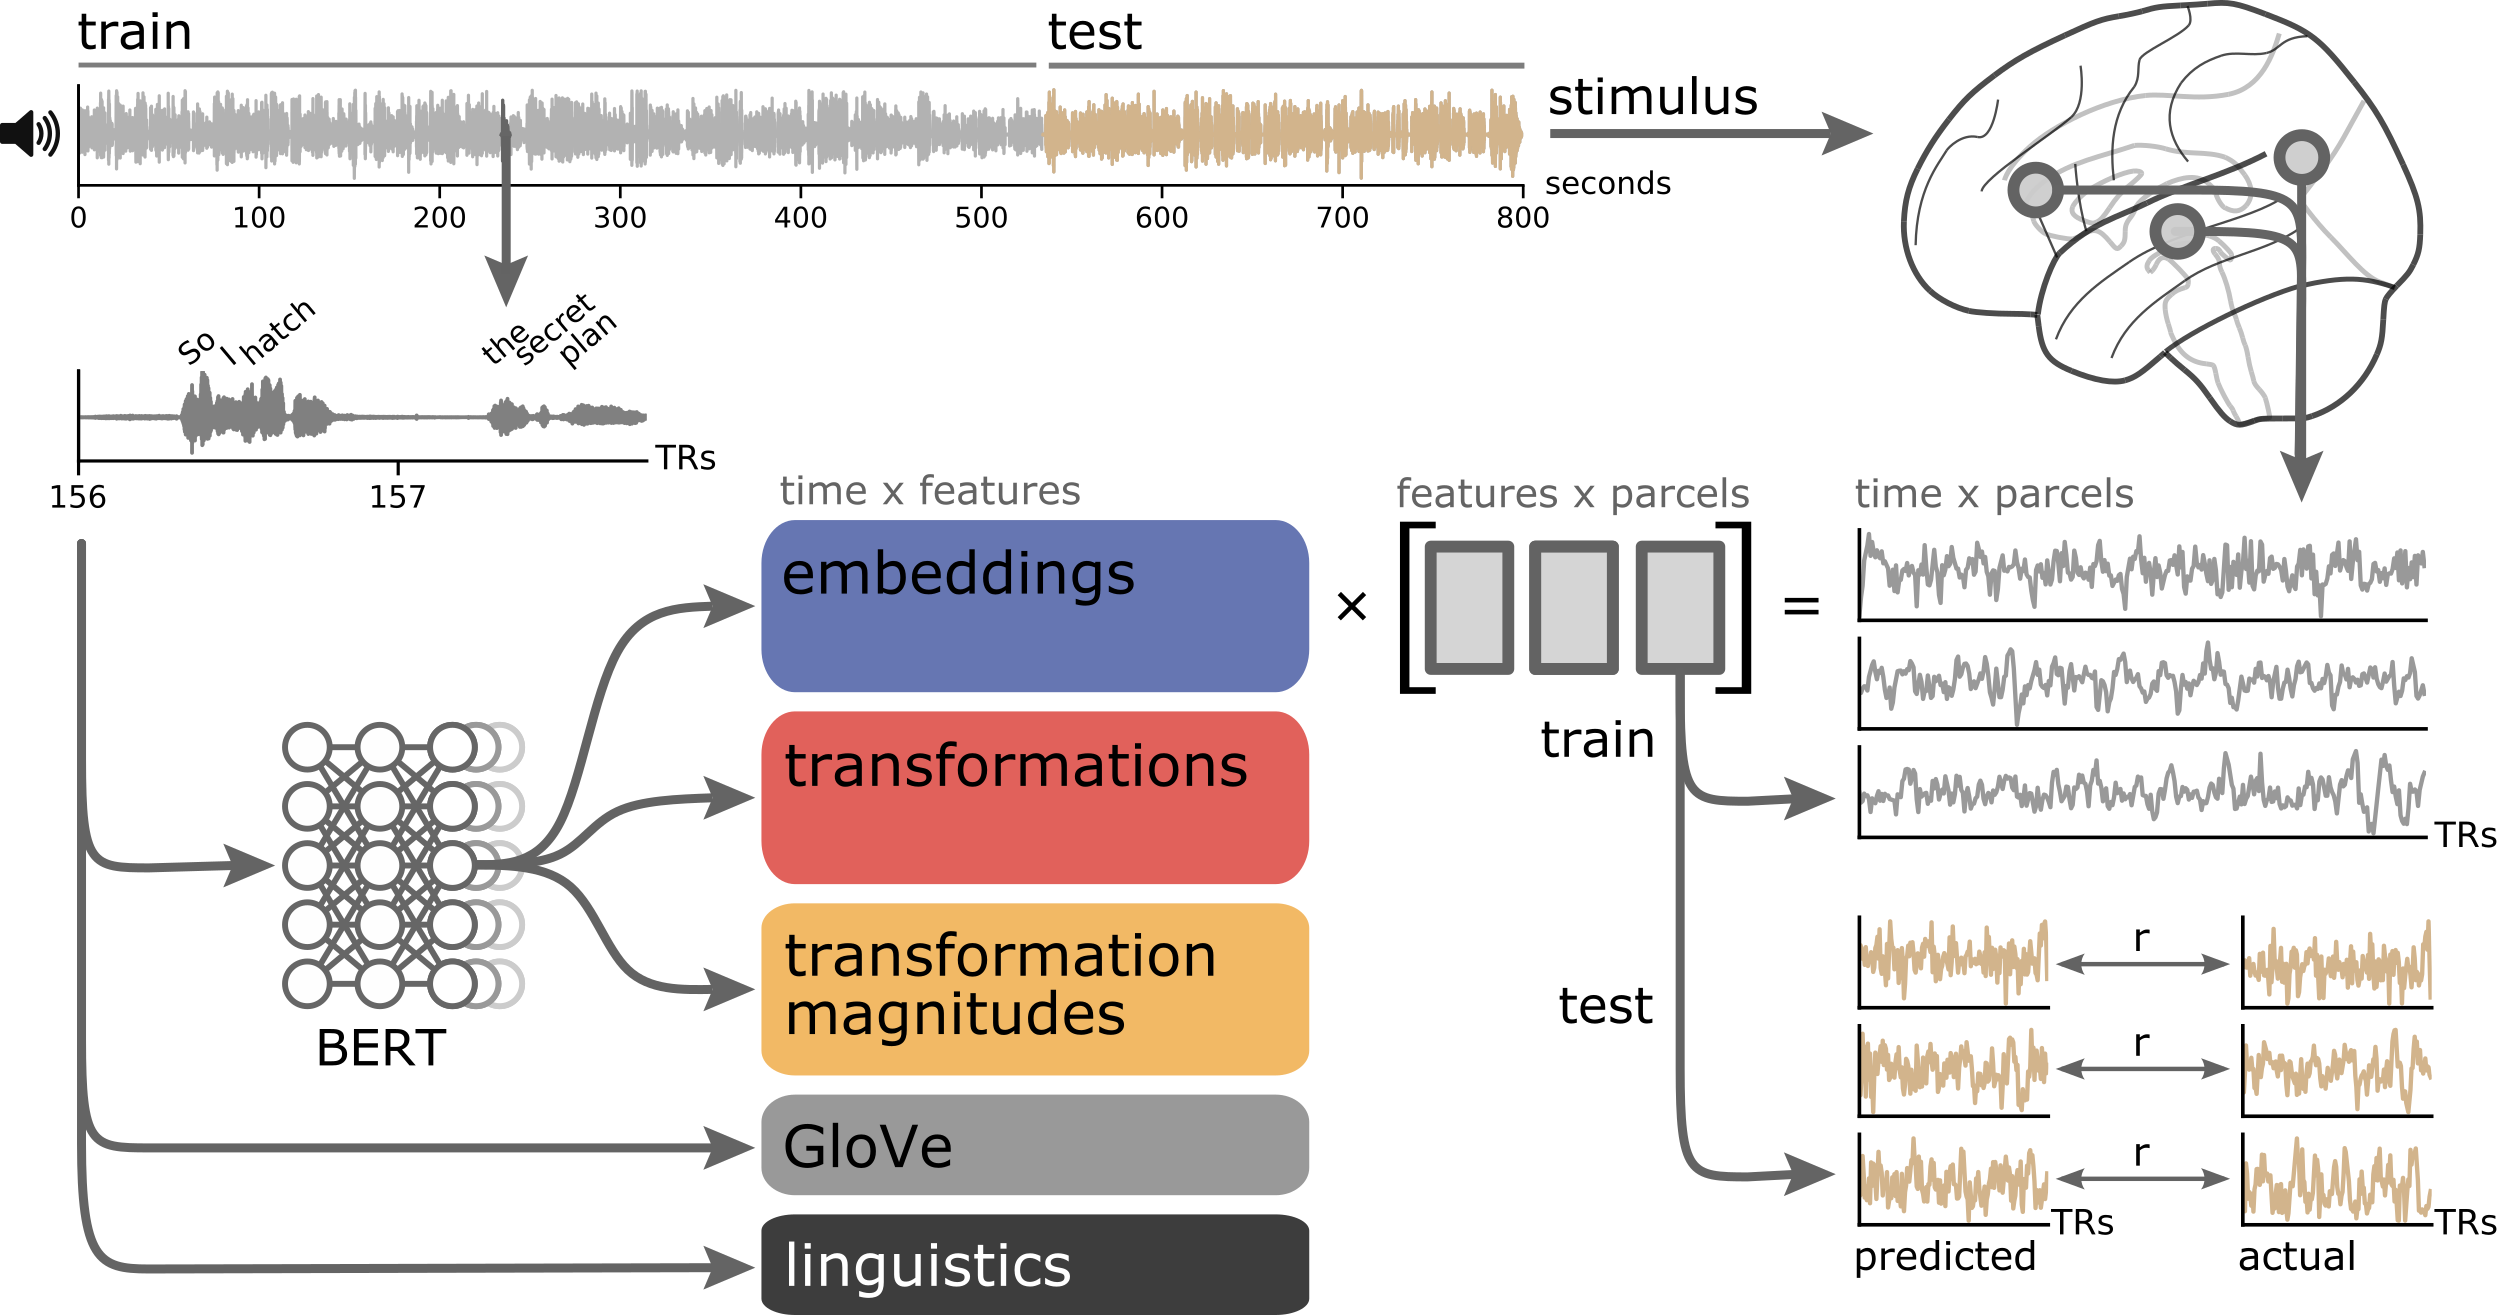 train
test
stimulus
seconds
0 100 200 300 400 500 600 700 800
So I hatch the secret plan
TRs
156 157
time x features
features x parcels
time x parcels
embeddings
× [ ] =
transformations
train
TRs
transformation
magnitudes
BERT
test
r
r
r
GloVe
TRs
TRs
predicted
actual
linguistics